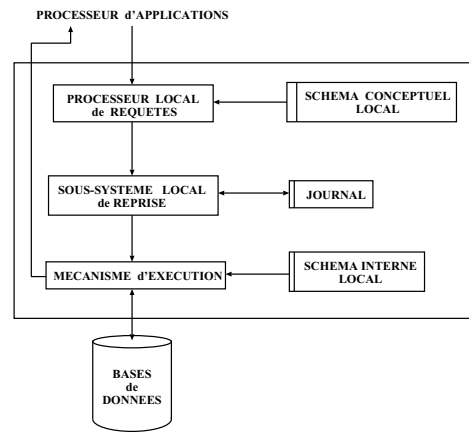 PROCESSEUR d'APPLICATIONS
PROCESSEUR LOCAL
de REQUETES
SCHEMA CONCEPTUEL
LOCAL
SOUS-SYSTEME LOCAL
de REPRISE
JOURNAL
MECANISME d'EXECUTION
SCHEMA INTERNE
LOCAL
BASES
de
DONNEES